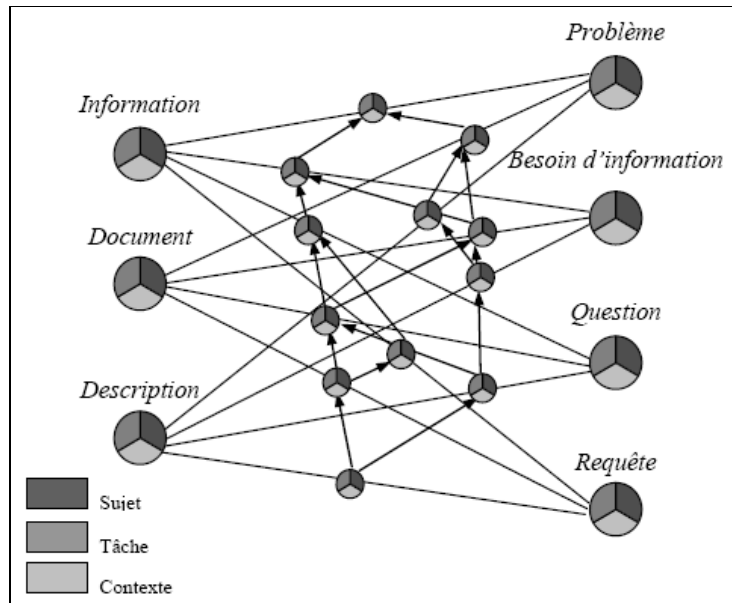 Problème
Information
Besoin d'information
Document
Question
Description
Requête
Sujet
Tâche
Contexte